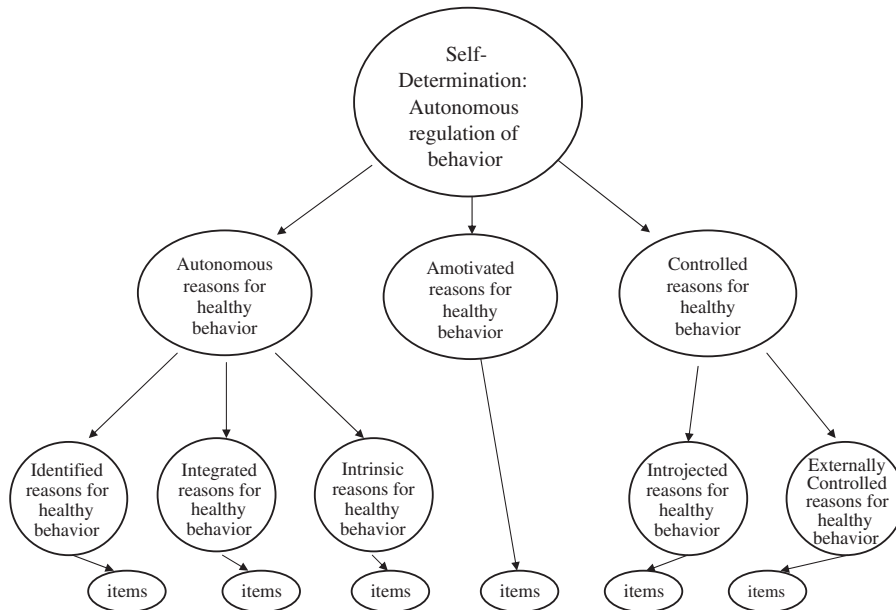 Self-
Determination:
Autonomous
regulation of
behavior
Autonomous
reasons for
healthy
behavior
Amotivated
reasons for
healthy
behavior
Controlled
reasons for
healthy
behavior
Identified
reasons for
healthy
behavior
Integrated
reasons for
healthy
behavior
Intrinsic
reasons for
healthy
behavior
Introjected
reasons for
healthy
behavior
Externally
Controlled
reasons for
healthy
behavior
items
items
items
items
items
items